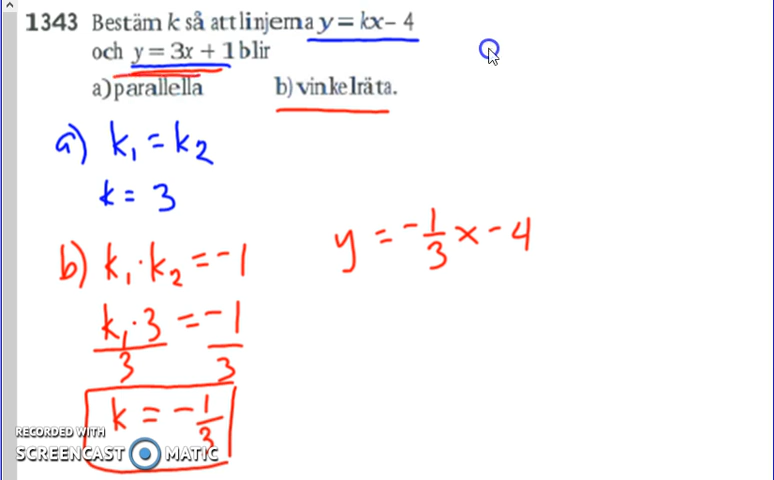 1343 Bestäm k så att linjerna y = kx - 4
och y = 3x + 1 blir
a) parallella b) vinkelräta.
a) k₁ = k₂
k = 3
b) k₁ · k₂ = -1
y = -1/3 x - 4
k₁ · 3 / 3 = -1 / 3
k = -1/3
RECORDED WITH
SCREENCAST MATIC